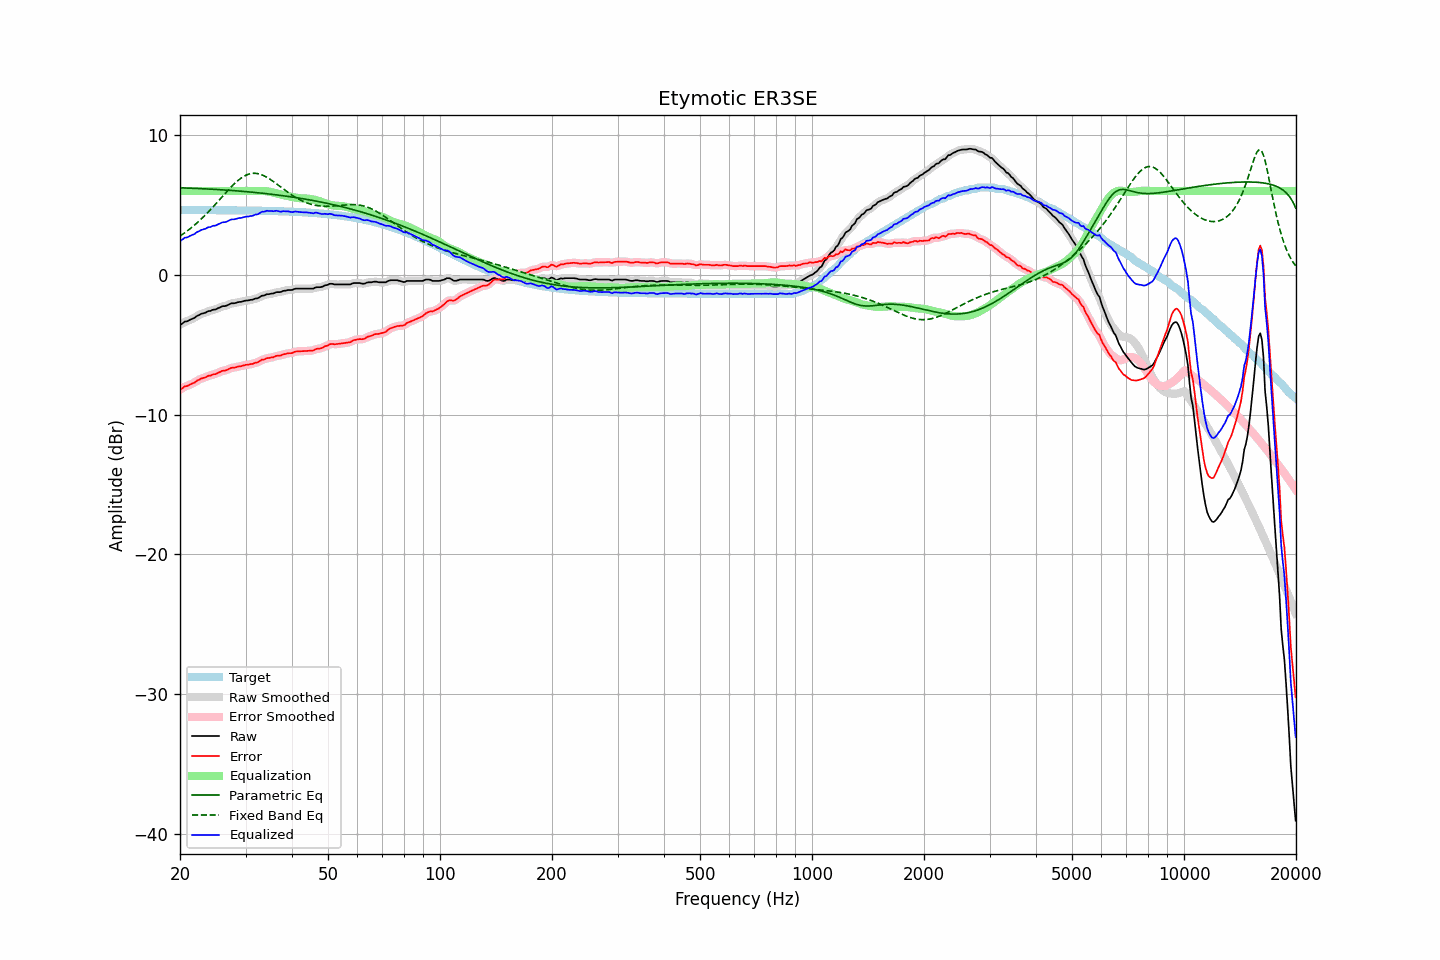 Etymotic ER3SE
Amplitude (dBr)
10
0
−10
−20
−30
−40
Target
Raw Smoothed
Error Smoothed
Raw
Error
Equalization
Parametric Eq
Fixed Band Eq
Equalized
20 50 100 200 500 1000 2000 5000 10000 20000
Frequency (Hz)